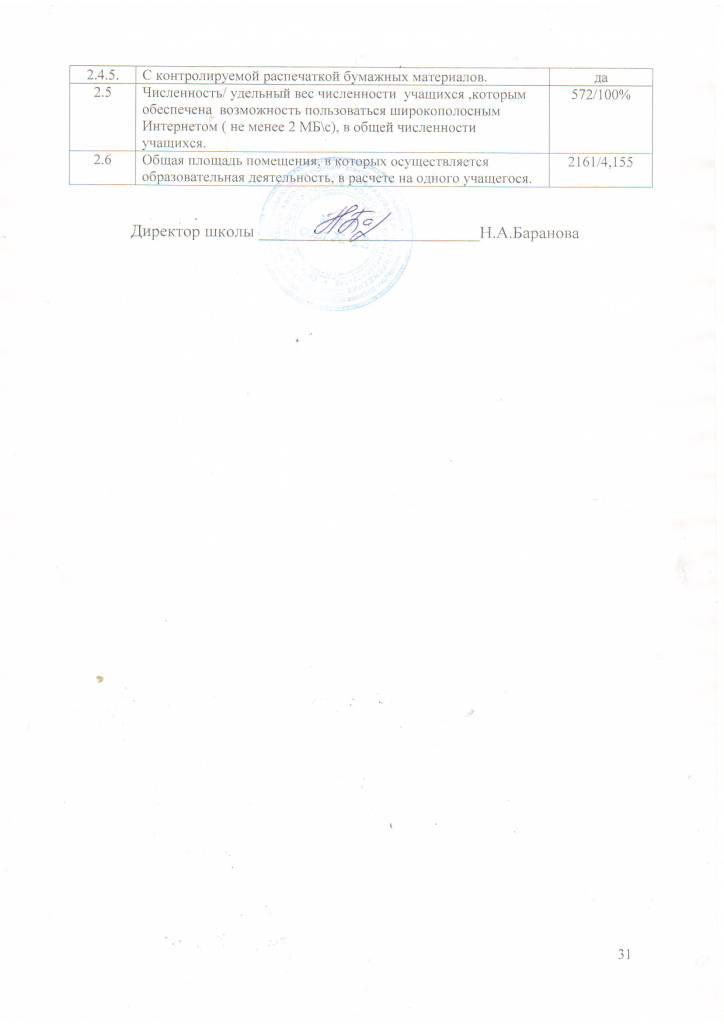 2.4.5. С контролируемой распечаткой бумажных материалов. да
2.5 Численность/ удельный вес численности учащихся ,которым 572/100%
обеспечена возможность пользоваться широкополосным
Интернетом ( не менее 2 МБ\с), в общей численности
учащихся.
2.6 Общая площадь помещения, в которых осуществляется 2161/4,155
образовательная деятельность, в расчете на одного учащегося.
Директор школы ____________________________Н.А.Баранова
31